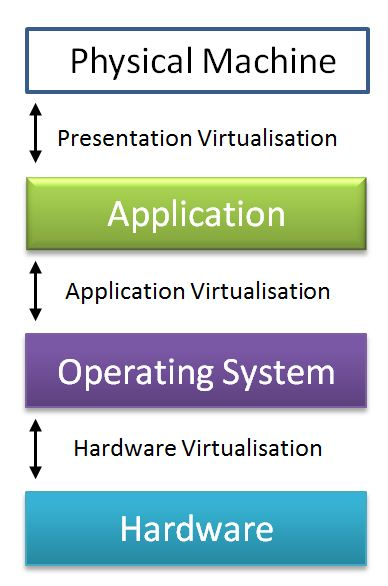 Physical Machine
Presentation Virtualisation
Application
Application Virtualisation
Operating System
Hardware Virtualisation
Hardware